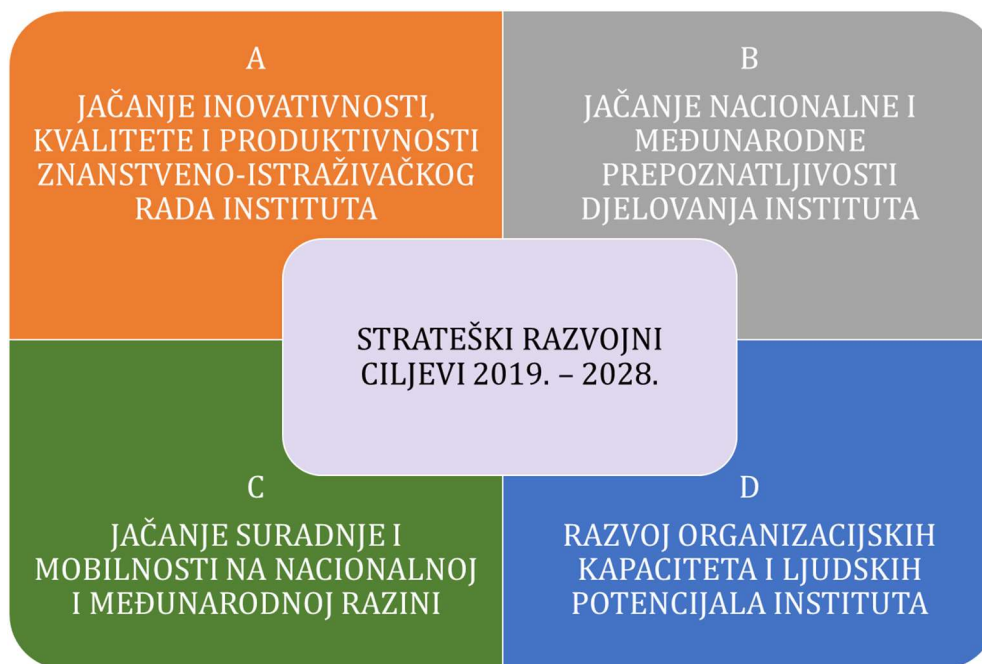 A
JAČANJE INOVATIVNOSTI,
KVALITETE I PRODUKTIVNOSTI
ZNANSTVENO-ISTRAŽIVAČKOG
RADA INSTITUTA
B
JAČANJE NACIONALNE I
MEĐUNARODNE
PREPOZNATLJIVOSTI
DJELOVANJA INSTITUTA
STRATEŠKI RAZVOJNI
CILJEVI 2019. – 2028.
C
JAČANJE SURADNJE I
MOBILNOSTI NA NACIONALNOJ
I MEĐUNARODNOJ RAZINI
D
RAZVOJ ORGANIZACIJSKIH
KAPACITETA I LJUDSKIH
POTENCIJALA INSTITUTA